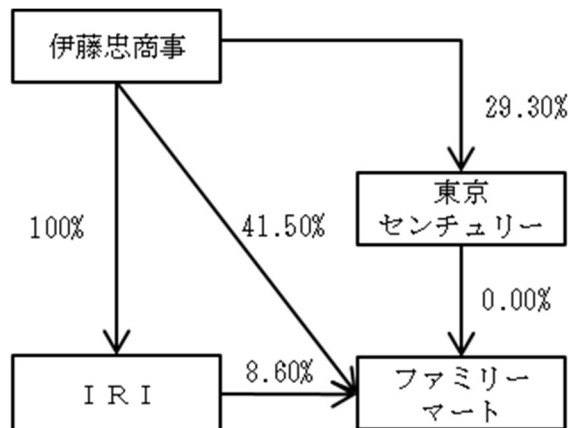 伊藤忠商事
29.30%
東京
センチュリー
100%
41.50%
0.00%
8.60%
ＩＲＩ
ファミリー
マート